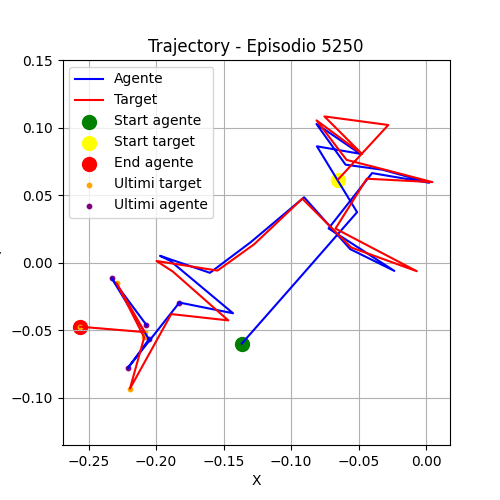 Trajectory - Episodio 5250
0.15
0.10
0.05
0.00
−0.05
−0.10
Agente
Target
Start agente
Start target
End agente
Ultimi target
Ultimi agente
−0.25 −0.20 −0.15 −0.10 −0.05 0.00
X